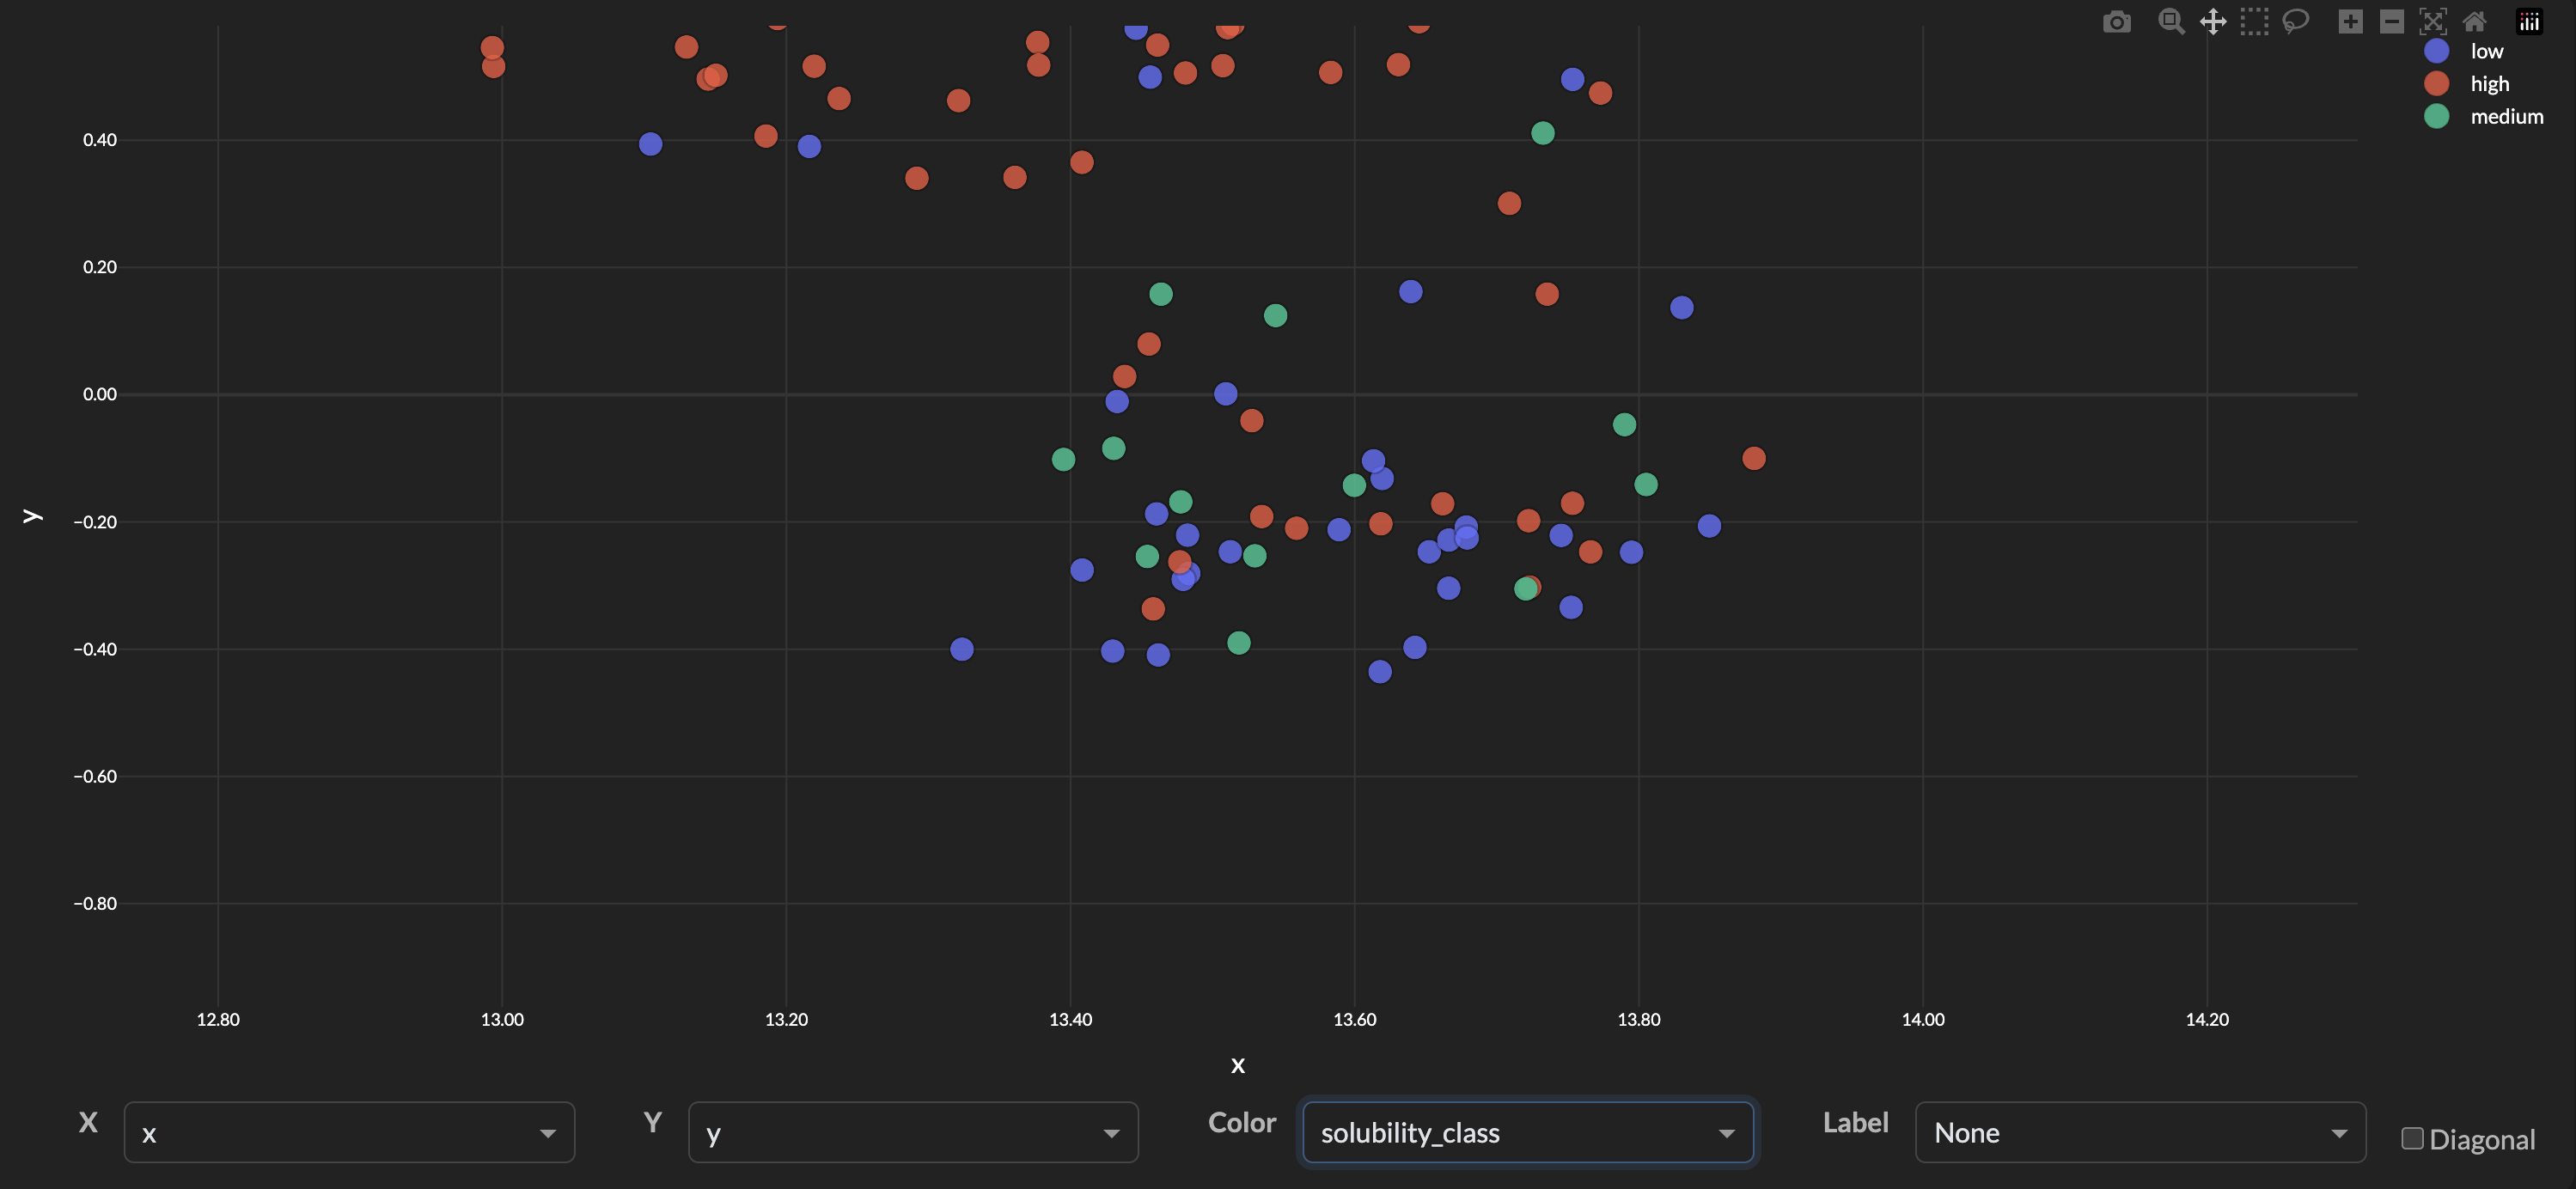 low
high
medium
0.40
0.20
0.00
−0.20
−0.40
−0.60
−0.80
y
12.80 13.00 13.20 13.40 13.60 13.80 14.00 14.20
x
X x Y y Color solubility_class Label None Diagonal